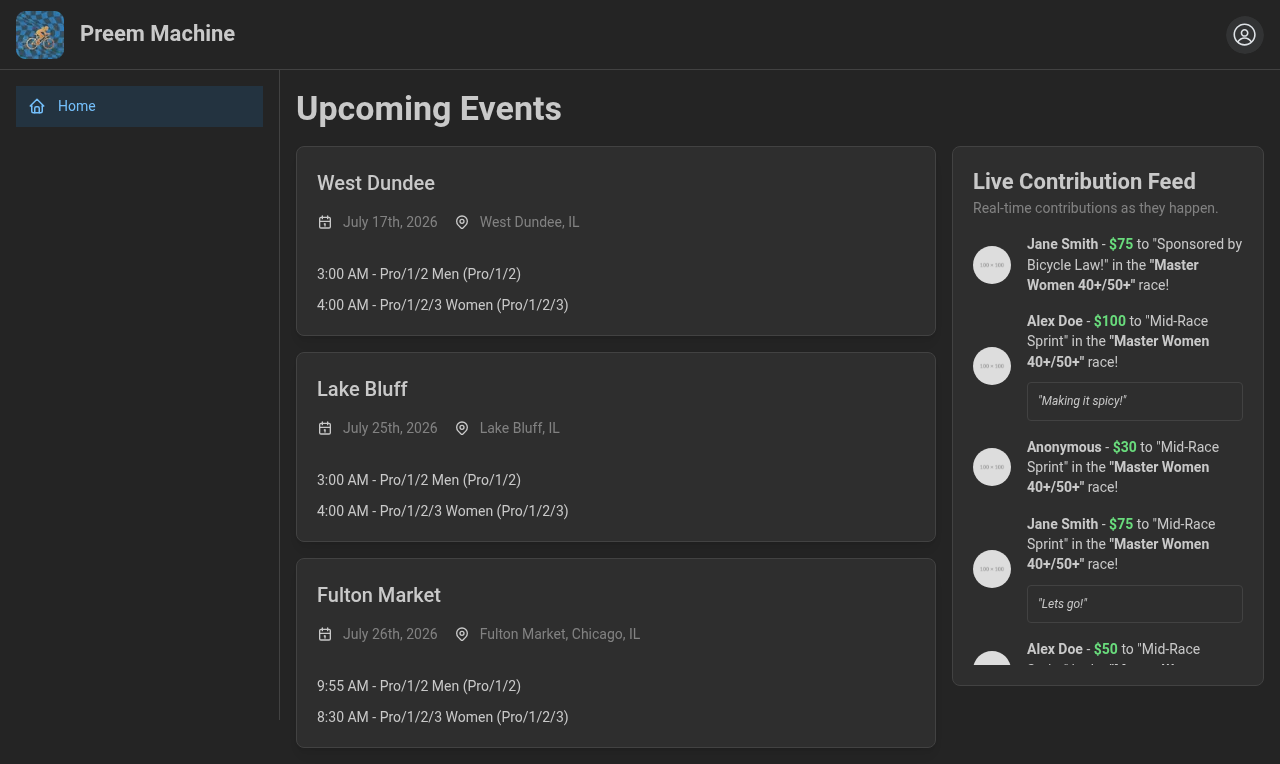 Preem Machine
Home
Upcoming Events
West Dundee
July 17th, 2026 West Dundee, IL
3:00 AM - Pro/1/2 Men (Pro/1/2)
4:00 AM - Pro/1/2/3 Women (Pro/1/2/3)
Lake Bluff
July 25th, 2026 Lake Bluff, IL
3:00 AM - Pro/1/2 Men (Pro/1/2)
4:00 AM - Pro/1/2/3 Women (Pro/1/2/3)
Fulton Market
July 26th, 2026 Fulton Market, Chicago, IL
9:55 AM - Pro/1/2 Men (Pro/1/2)
8:30 AM - Pro/1/2/3 Women (Pro/1/2/3)
Live Contribution Feed
Real-time contributions as they happen.
100 × 100
Jane Smith - $75 to "Sponsored by
Bicycle Law!" in the "Master
Women 40+/50+" race!
100 × 100
Alex Doe - $100 to "Mid-Race
Sprint" in the "Master Women
40+/50+" race!
"Making it spicy!"
100 × 100
Anonymous - $30 to "Mid-Race
Sprint" in the "Master Women
40+/50+" race!
100 × 100
Jane Smith - $75 to "Mid-Race
Sprint" in the "Master Women
40+/50+" race!
"Lets go!"
Alex Doe - $50 to "Mid-Race